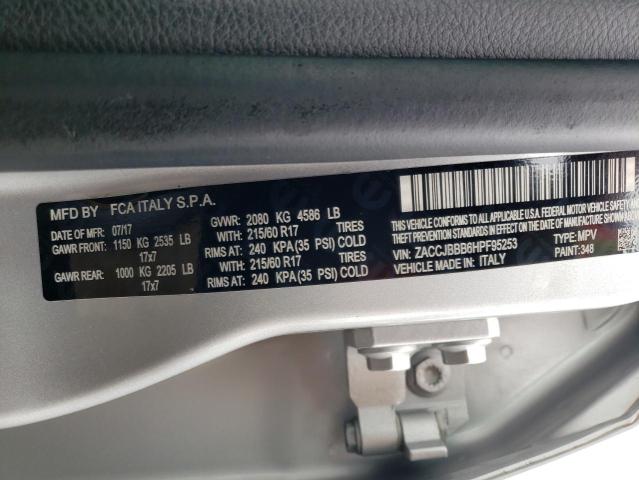 MFD BY FCA ITALY S.P.A.
DATE OF MFR: 07/17
GAWR FRONT: 1150 KG 2535 LB
17x7
GAWR REAR: 1000 KG 2205 LB
17x7
GVWR: 2080 KG 4586 LB
WITH: 215/60 R17 TIRES
RIMS AT: 240 KPA (35 PSI) COLD
WITH: 215/60 R17 TIRES
RIMS AT: 240 KPA (35 PSI) COLD
THIS VEHICLE CONFORMS TO ALL APPLICABLE U.S.A. FEDERAL MOTOR VEHICLE SAFETY,
BUMPER, AND THEFT PREVENTION STANDARDS IN EFFECT ON THE DATE OF MANUFACTURE SHOWN ABOVE.
VIN: ZACCJBBB6HPF95253 TYPE: MPV
VEHICLE MADE IN: ITALY PAINT: 348